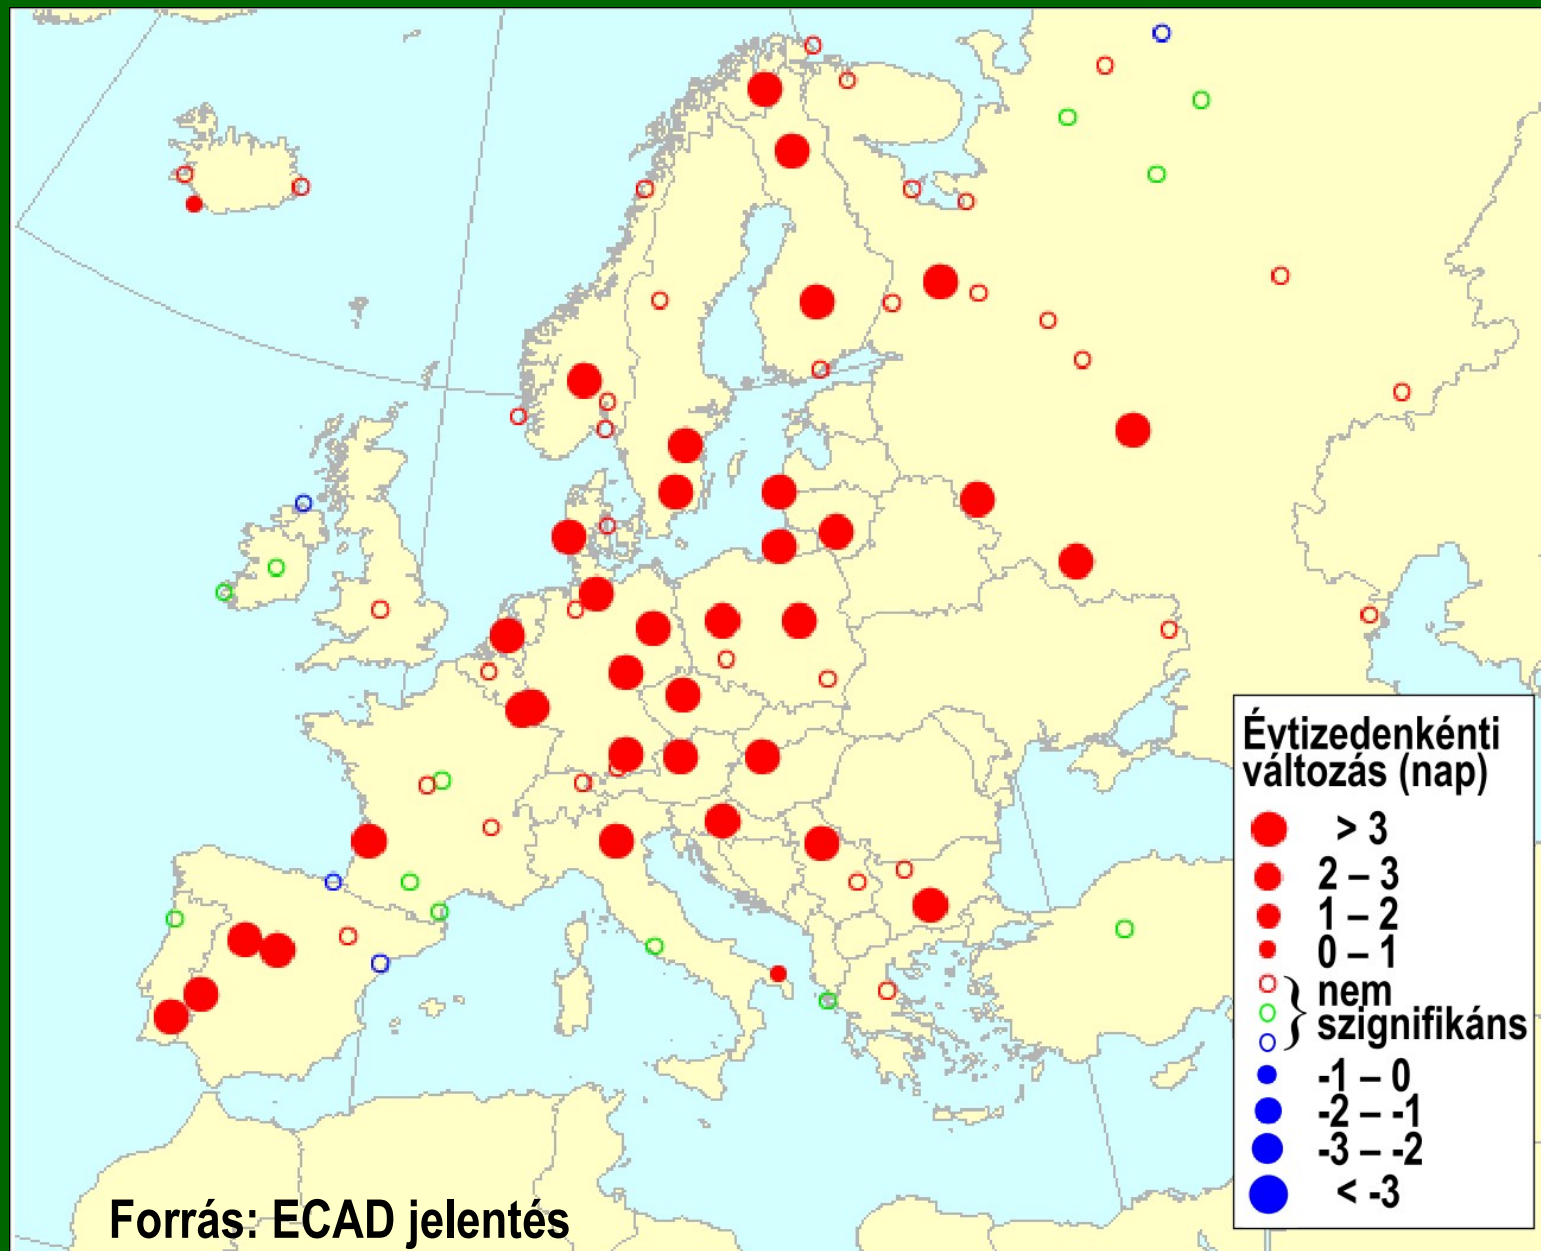 Évtizedenkénti
változás (nap)
> 3
2 – 3
1 – 2
0 – 1
nem
szignifikáns
-1 – 0
-2 – -1
-3 – -2
< -3
Forrás: ECAD jelentés